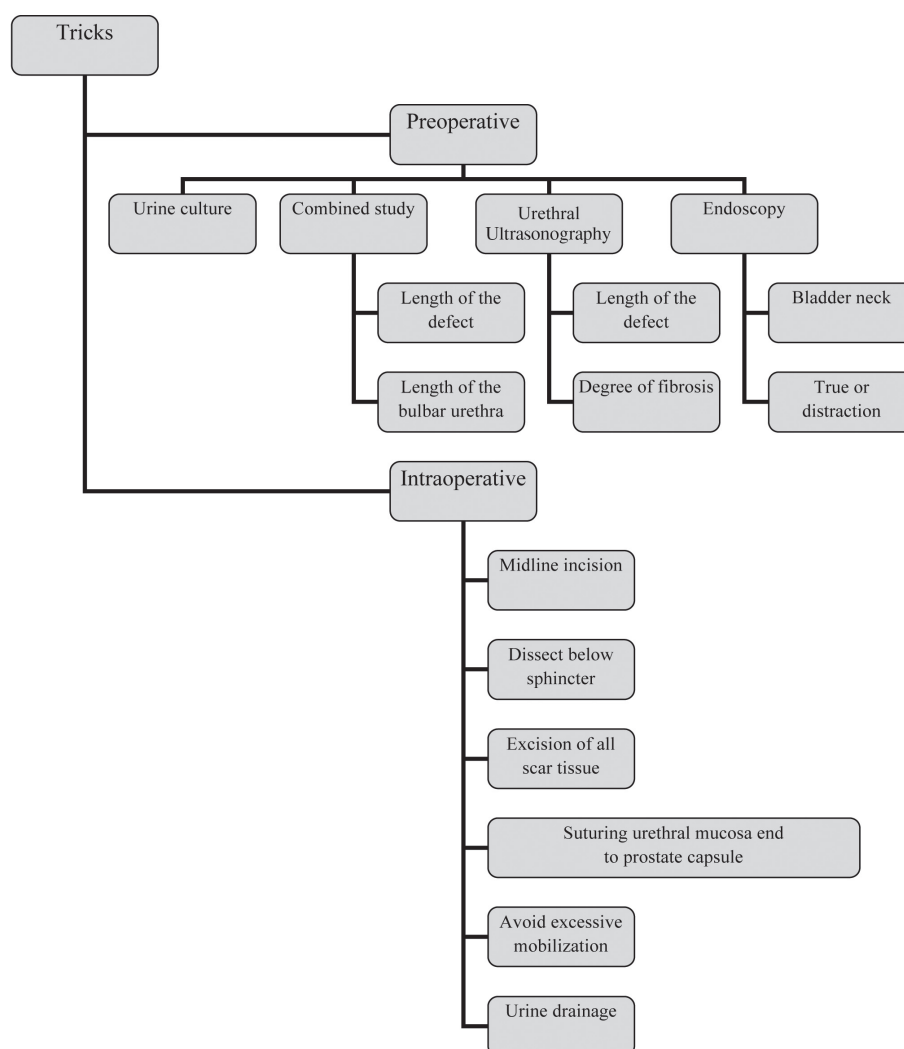 Tricks
Preoperative
Urine culture
Combined study
Urethral
Ultrasonography
Endoscopy
Length of the
defect
Length of the
defect
Bladder neck
Length of the
bulbar urethra
Degree of fibrosis
True or
distraction
Intraoperative
Midline incision
Dissect below
sphincter
Excision of all
scar tissue
Suturing urethral mucosa end
to prostate capsule
Avoid excessive
mobilization
Urine drainage